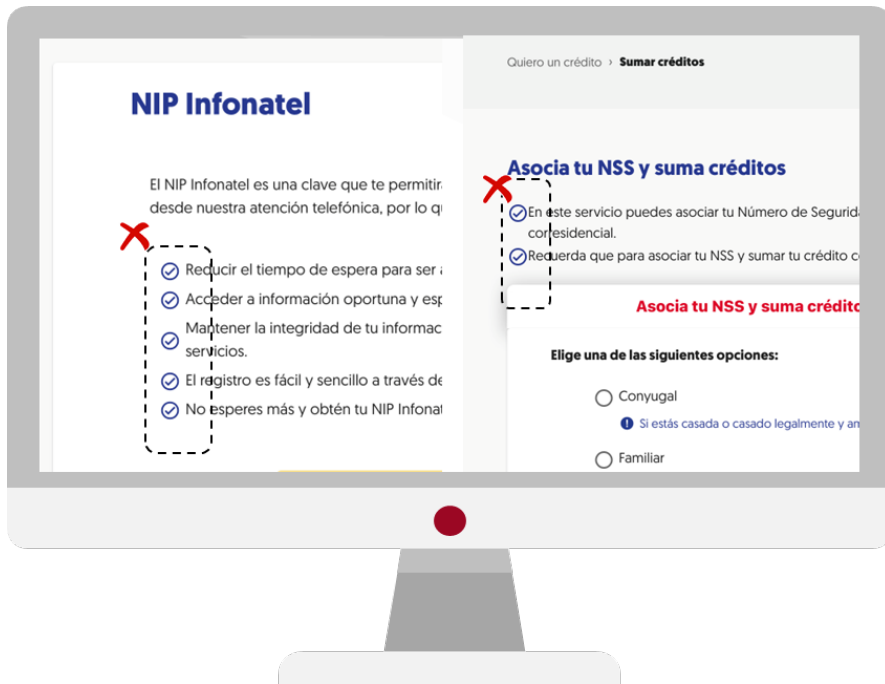 NIP Infonatel
El NIP Infonatel es una clave que te permitir
desde nuestra atención telefónica, por lo q
Reducir el tiempo de espera para ser
Acceder a información oportuna y esp
Mantener la integridad de tu informac
servicios.
El registro es fácil y sencillo a través de
No esperes más y obtén tu NIP Infonat
Quiero un crédito › Sumar créditos
Asocia tu NSS y suma créditos
En este servicio puedes asociar tu Número de Segurid
corresidencial.
Recuerda que para asociar tu NSS y sumar tu crédito c
Asocia tu NSS y suma crédito
Elige una de las siguientes opciones:
Conyugal
Si estás casada o casado legalmente y am
Familiar